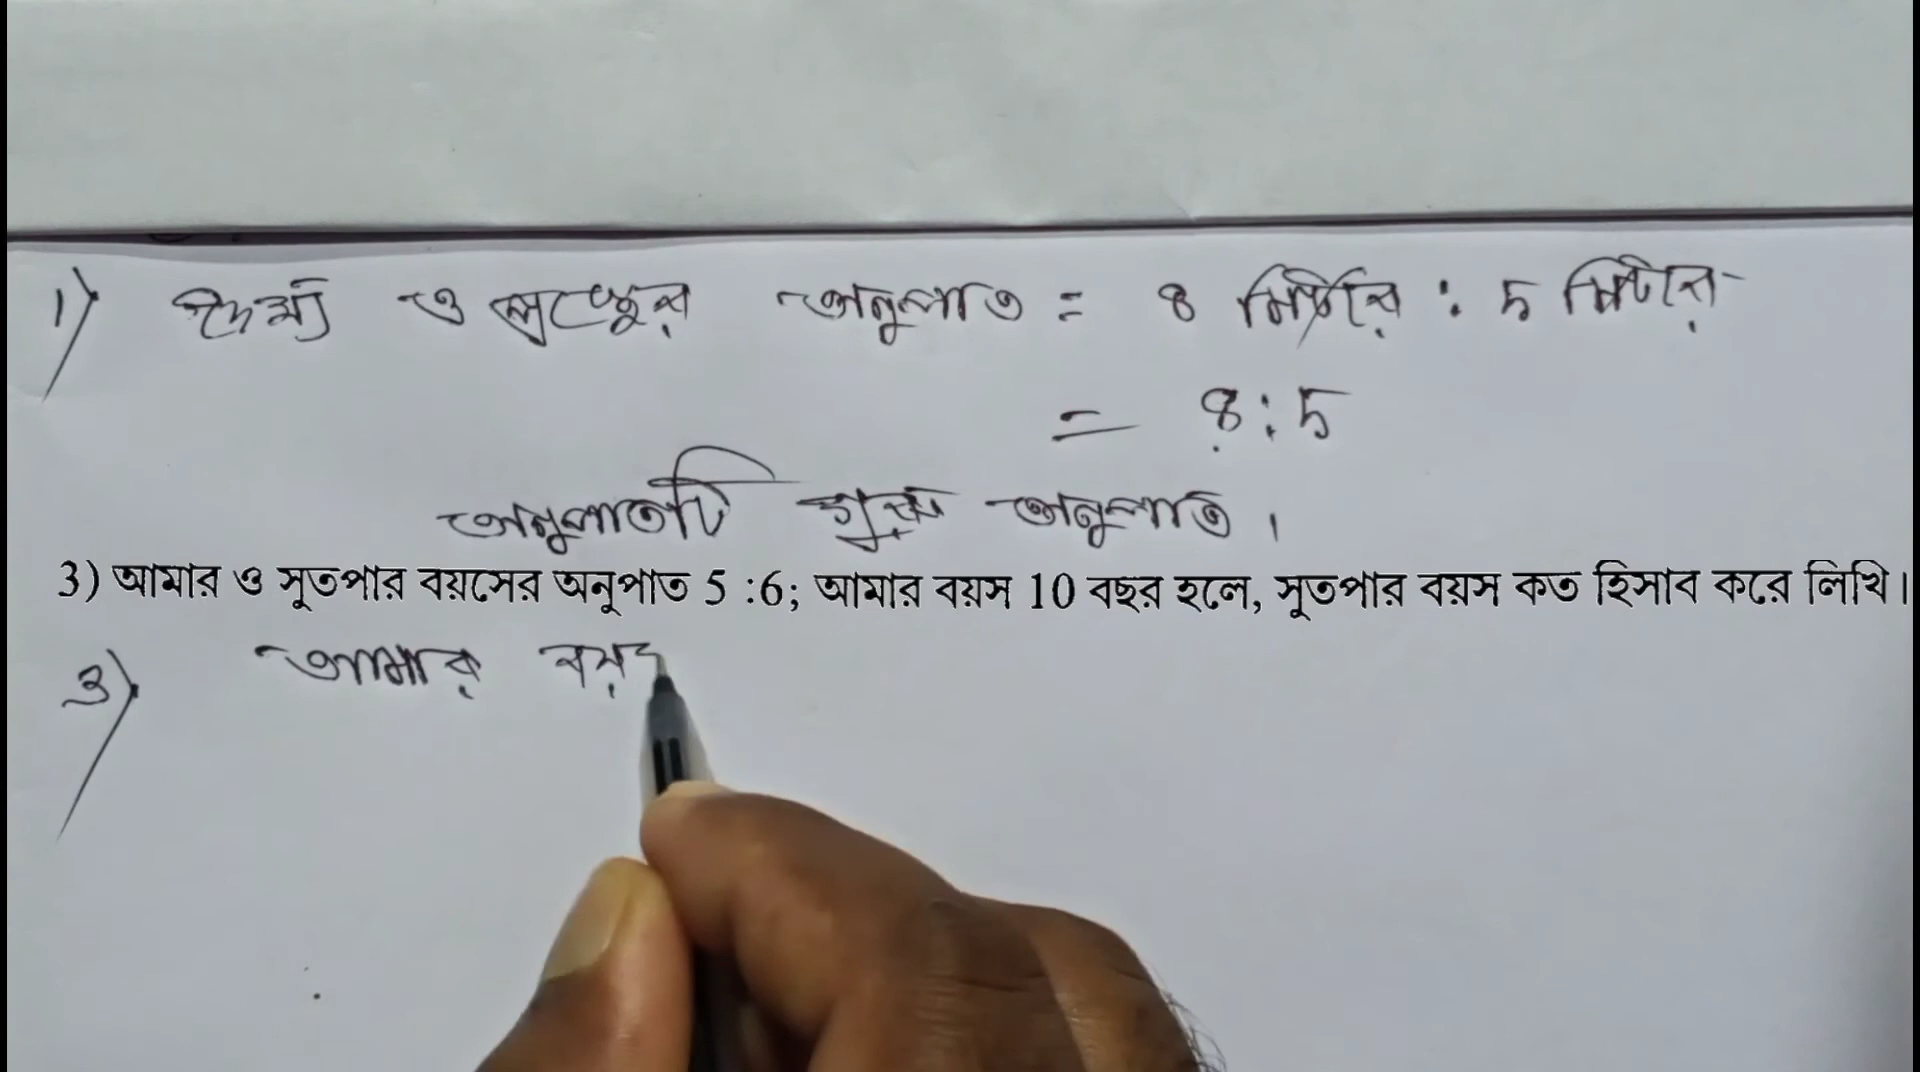 1) দৈর্ঘ্য ও প্রস্থের অনুপাত = 8 মিটার : 5 মিটার
= 8:5
অনুপাতটি গুরু অনুপাত।
3) আমার ও সুতপার বয়সের অনুপাত 5 :6; আমার বয়স 10 বছর হলে, সুতপার বয়স কত হিসাব করে লিখি।
3) আমার বয়স